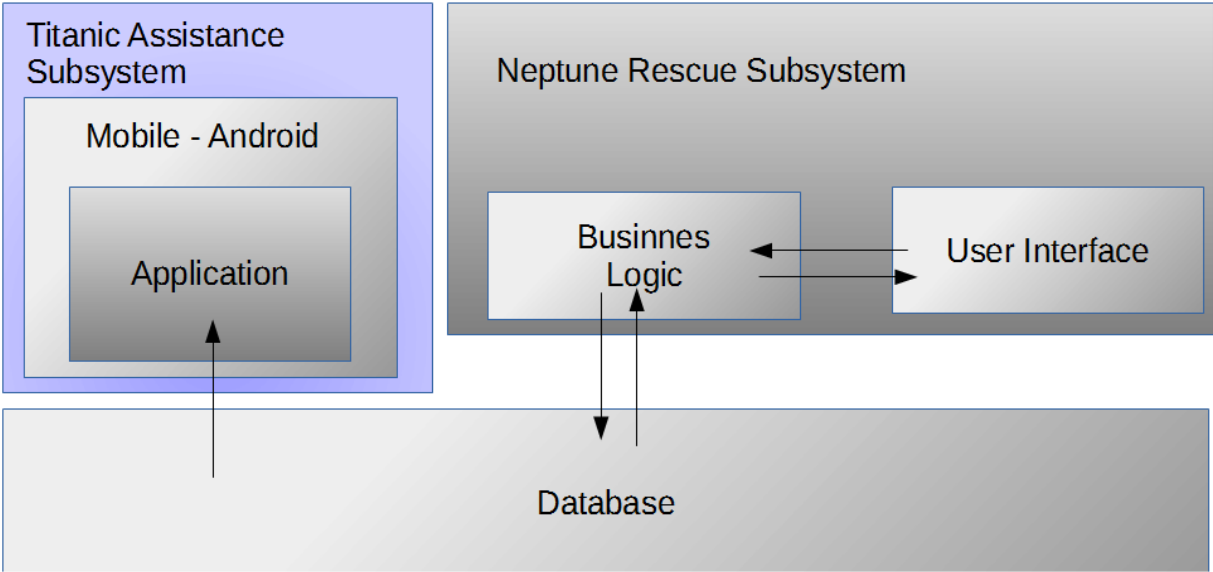 Titanic Assistance
Subsystem
Mobile - Android
Application
Neptune Rescue Subsystem
Businnes
Logic
User Interface
Database